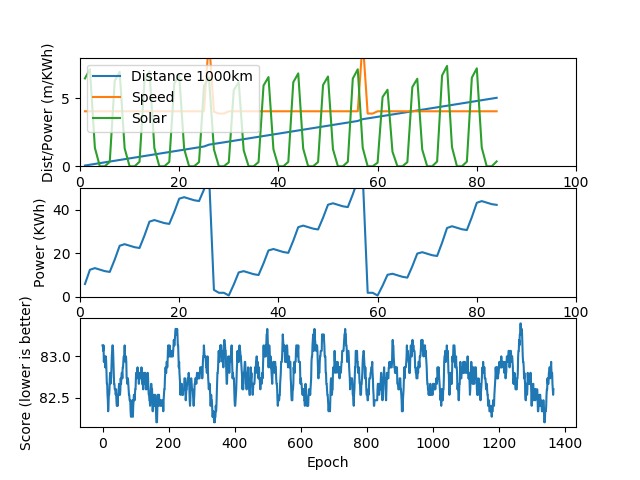 Dist/Power (m/KWh)
5
0
Distance 1000km
Speed
Solar
0 20 40 60 80 100
Power (KWh)
40
20
0
0 20 40 60 80 100
Score (lower is better)
83.0
82.5
0 200 400 600 800 1000 1200 1400
Epoch